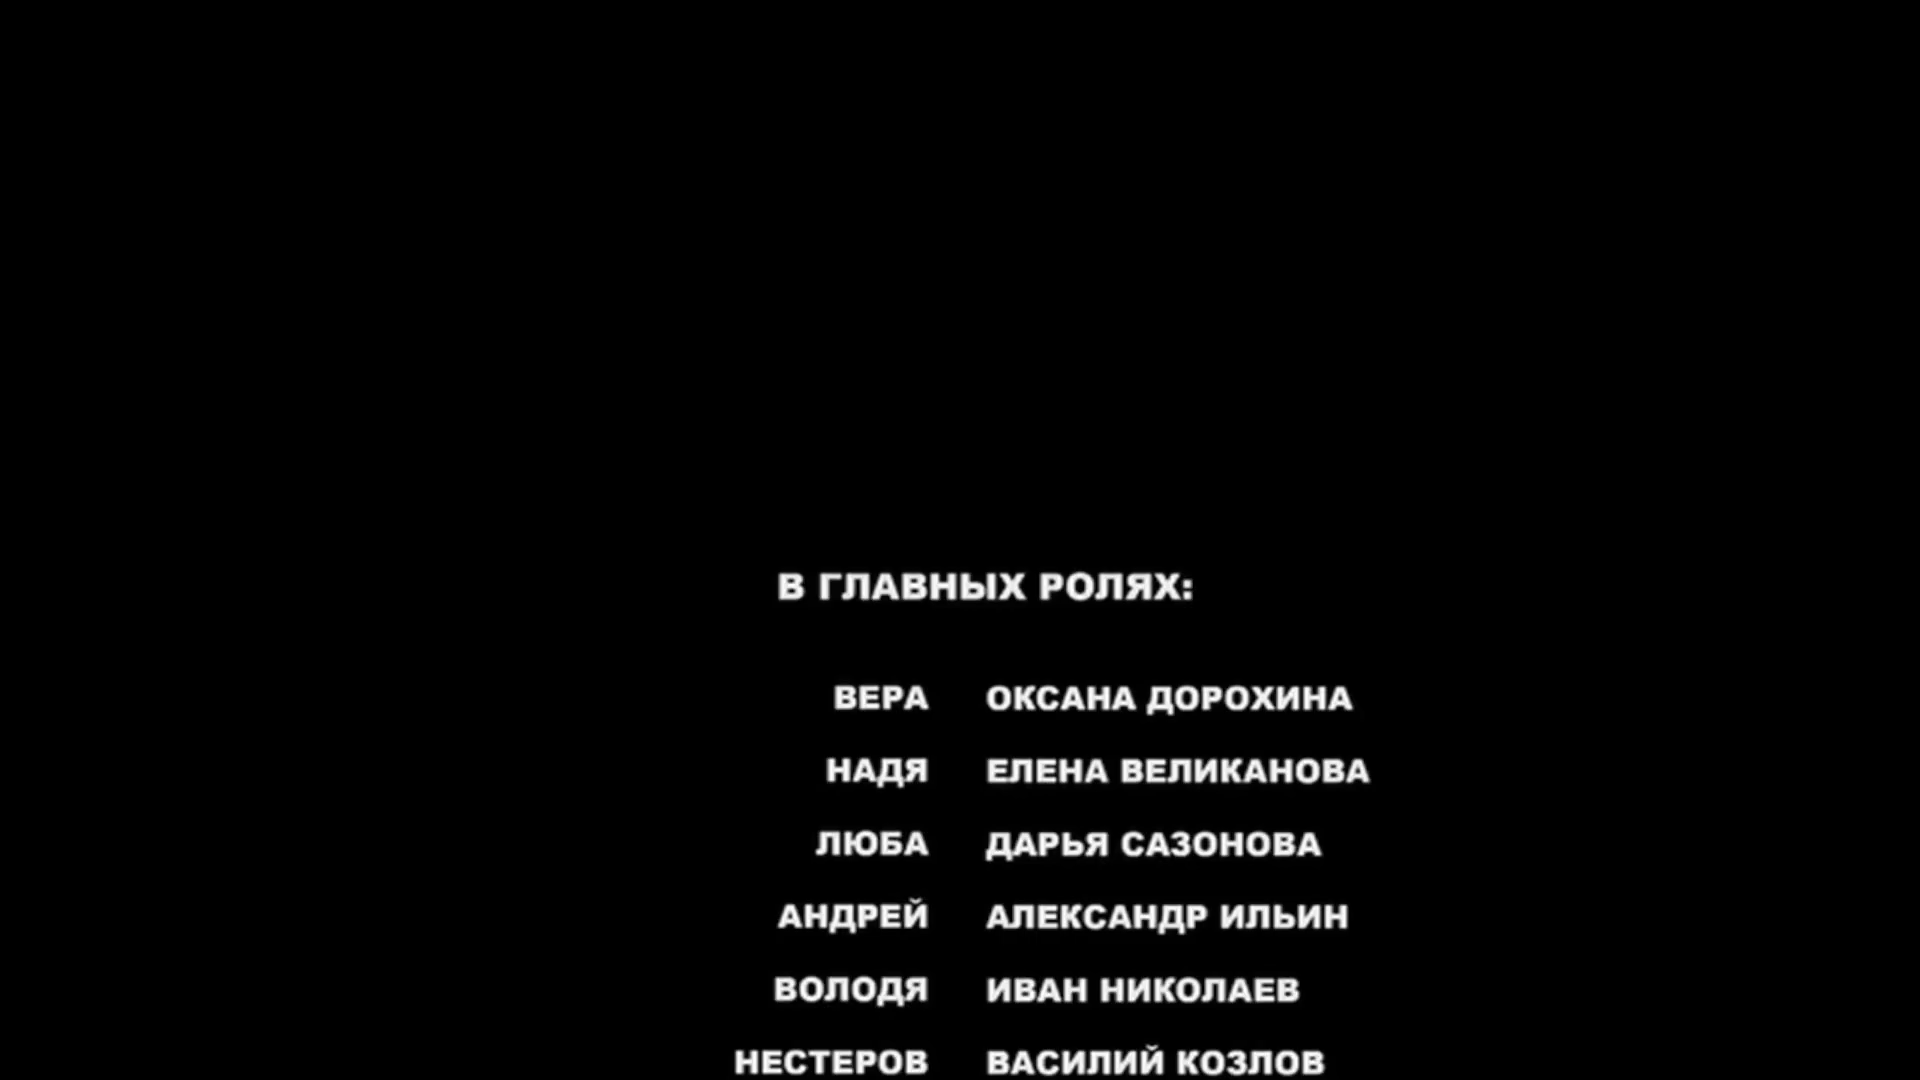 В ГЛАВНЫХ РОЛЯХ:
ВЕРА ОКСАНА ДОРОХИНА
НАДЯ ЕЛЕНА ВЕЛИКАНОВА
ЛЮБА ДАРЬЯ САЗОНОВА
АНДРЕЙ АЛЕКСАНДР ИЛЬИН
ВОЛОДЯ ИВАН НИКОЛАЕВ
НЕСТЕРОВ ВАСИЛИЙ КОЗЛОВ